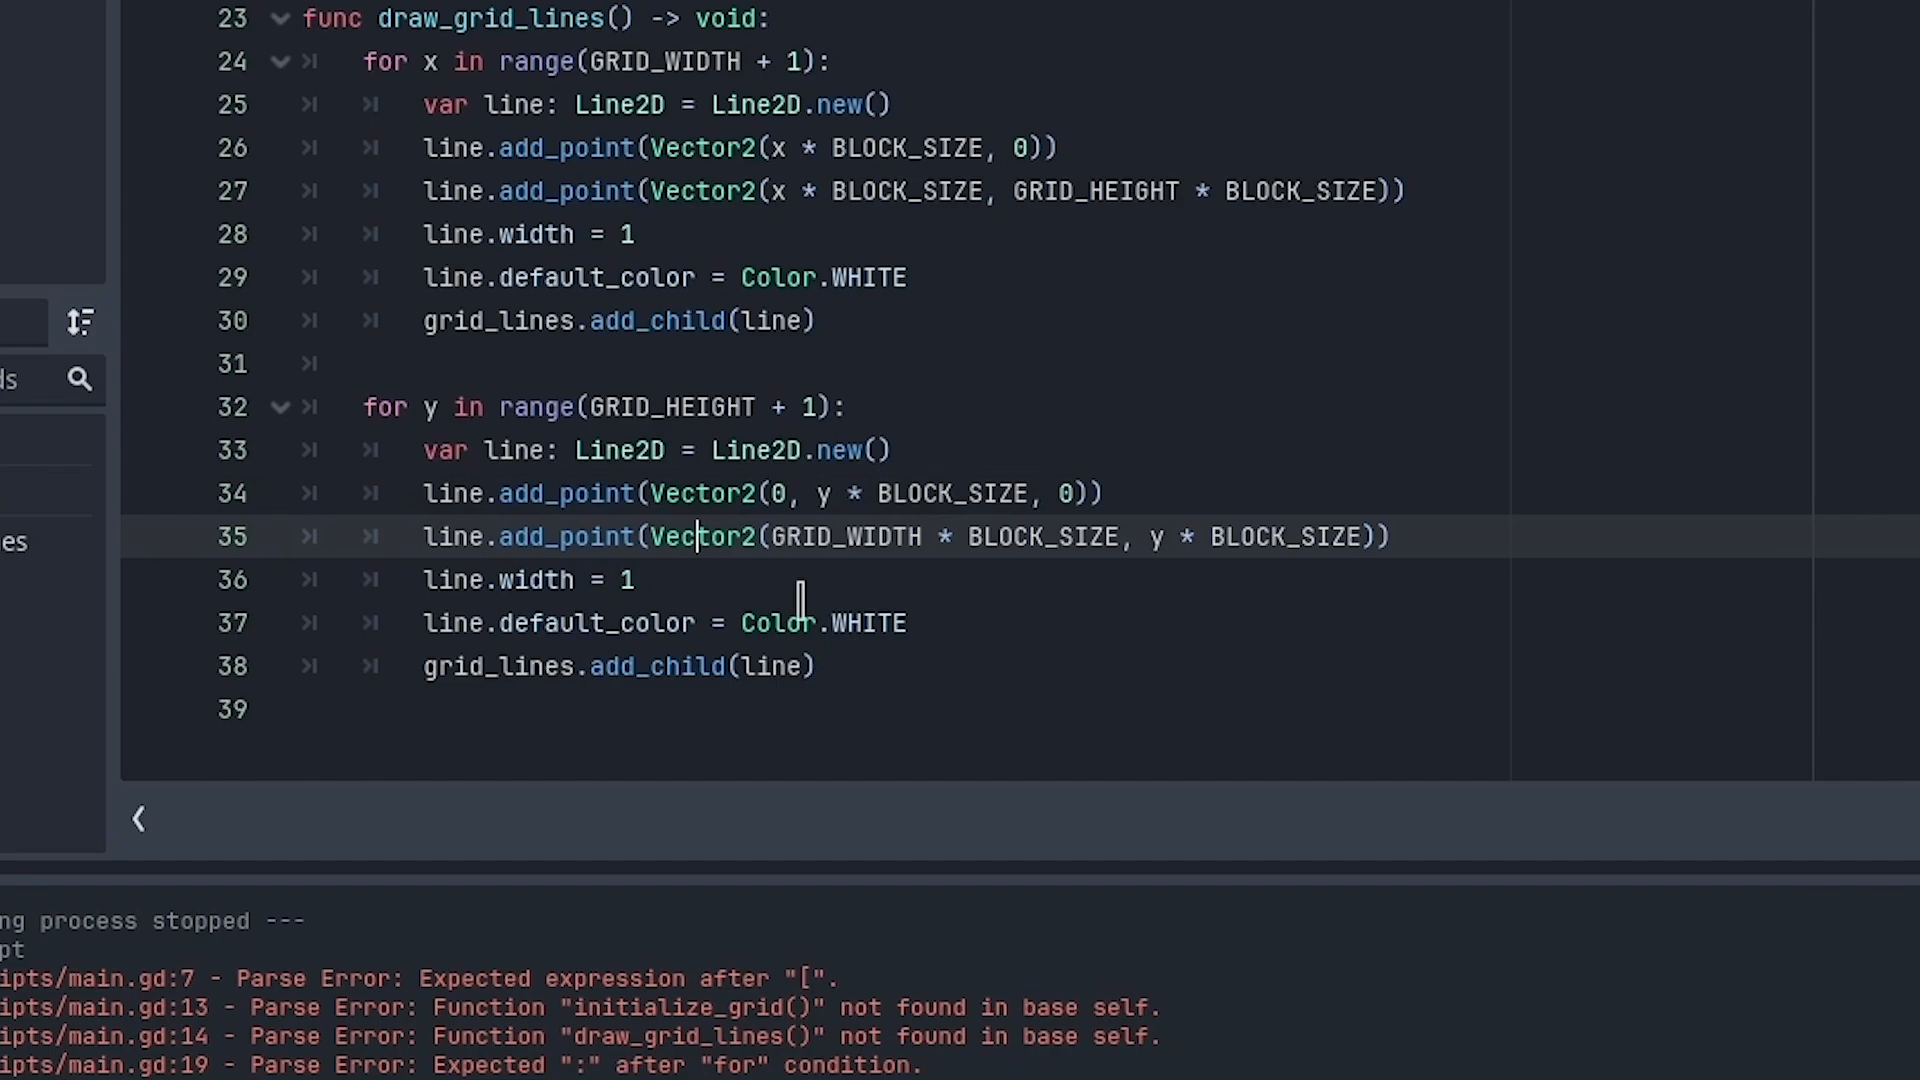 23 func draw_grid_lines() -> void:
24 for x in range(GRID_WIDTH + 1):
25 var line: Line2D = Line2D.new()
26 line.add_point(Vector2(x * BLOCK_SIZE, 0))
27 line.add_point(Vector2(x * BLOCK_SIZE, GRID_HEIGHT * BLOCK_SIZE))
28 line.width = 1
29 line.default_color = Color.WHITE
30 grid_lines.add_child(line)
31
ds
32 for y in range(GRID_HEIGHT + 1):
33 var line: Line2D = Line2D.new()
34 line.add_point(Vector2(0, y * BLOCK_SIZE, 0))
35 line.add_point(Vector2(GRID_WIDTH * BLOCK_SIZE, y * BLOCK_SIZE))
es
36 line.width = 1
37 line.default_color = Color.WHITE
38 grid_lines.add_child(line)
39
ng process stopped ---
pt
ipts/main.gd:7 - Parse Error: Expected expression after "[".
ipts/main.gd:13 - Parse Error: Function "initialize_grid()" not found in base self.
ipts/main.gd:14 - Parse Error: Function "draw_grid_lines()" not found in base self.
ipts/main.gd:19 - Parse Error: Expected ":" after "for" condition.